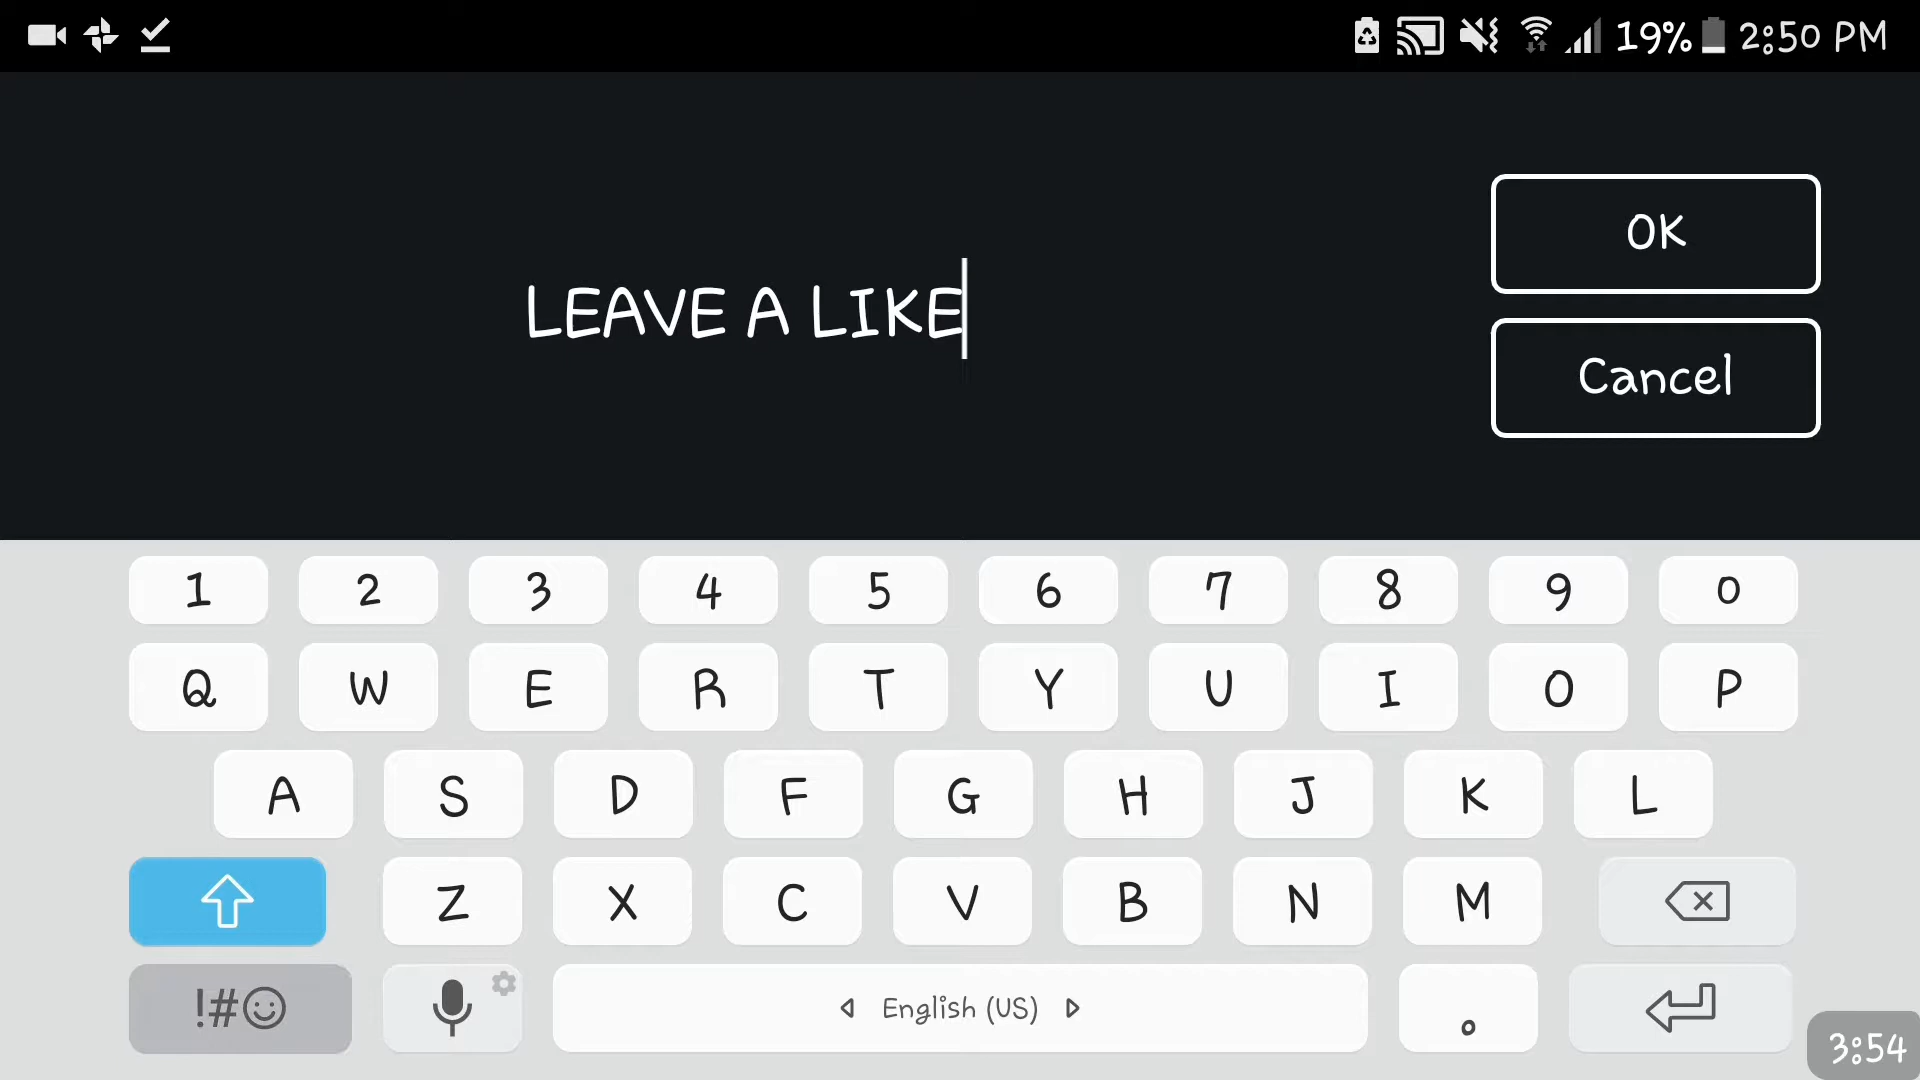 19% 2:50 PM
OK
LEAVE A LIKE
Cancel
1 2 3 4 5 6 7 8 9 0
Q W E R T Y U I O P
A S D F G H J K L
Z X C V B N M
!#☺ English (US) .
3:54